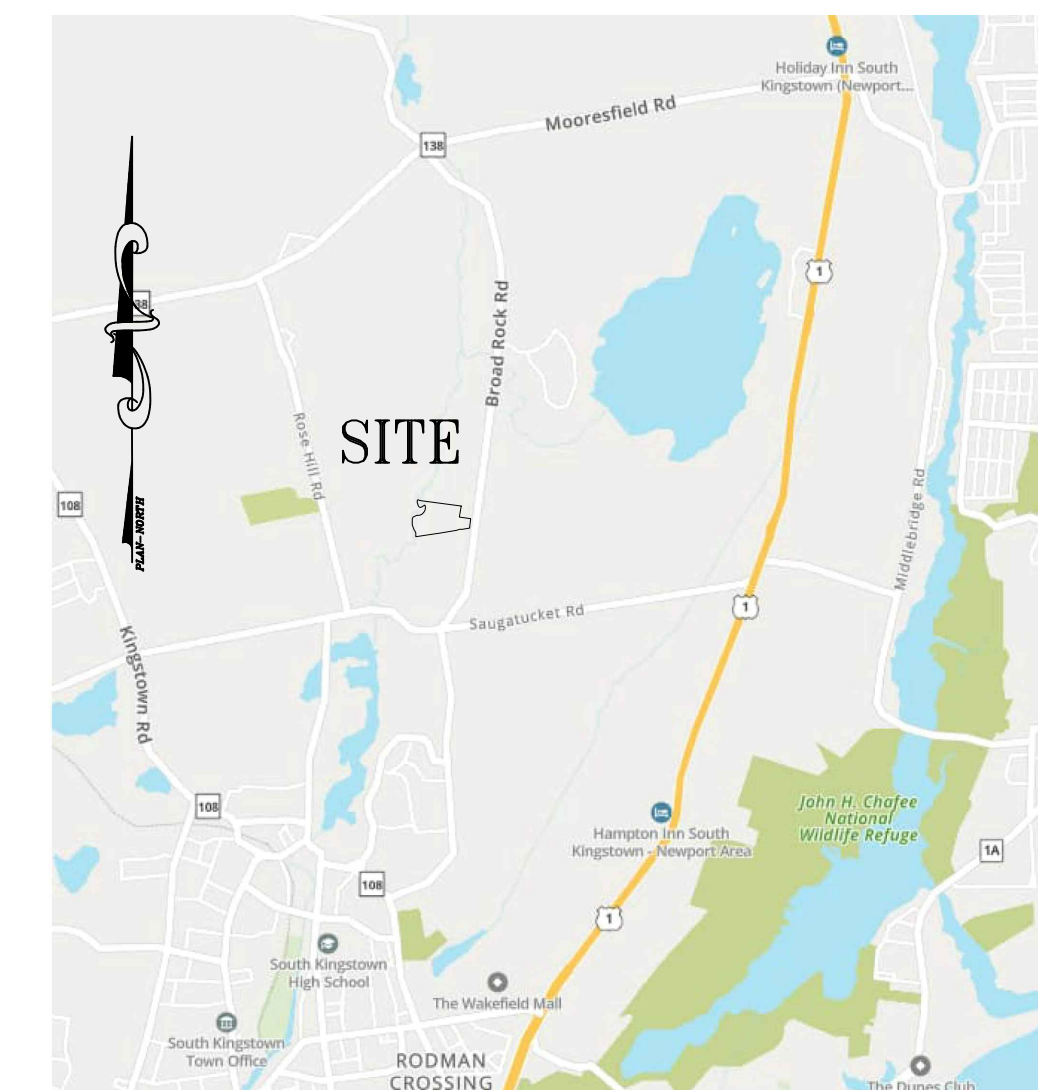 Holiday Inn South
Kingstown (Newport...
Mooresfield Rd
138
1
38
Broad Rock Rd
Rose Hill Rd
SITE
108
PLAN-NORTH
Middlebridge Rd
1
Saugatucket Rd
Kingstown Rd
108
Hampton Inn South
Kingstown - Newport Area
John H. Chafee
National
Wildlife Refuge
1A
108
1
South Kingstown
High School
The Wakefield Mall
South Kingstown
Town Office
RODMAN
CROSSING
The Dunes Club